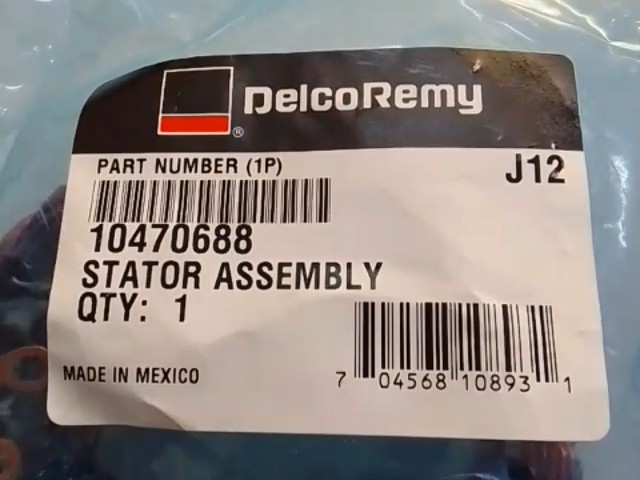 DelcoRemy
®
PART NUMBER (1P)
J12
10470688
STATOR ASSEMBLY
QTY: 1
MADE IN MEXICO
7 04568 10893 1